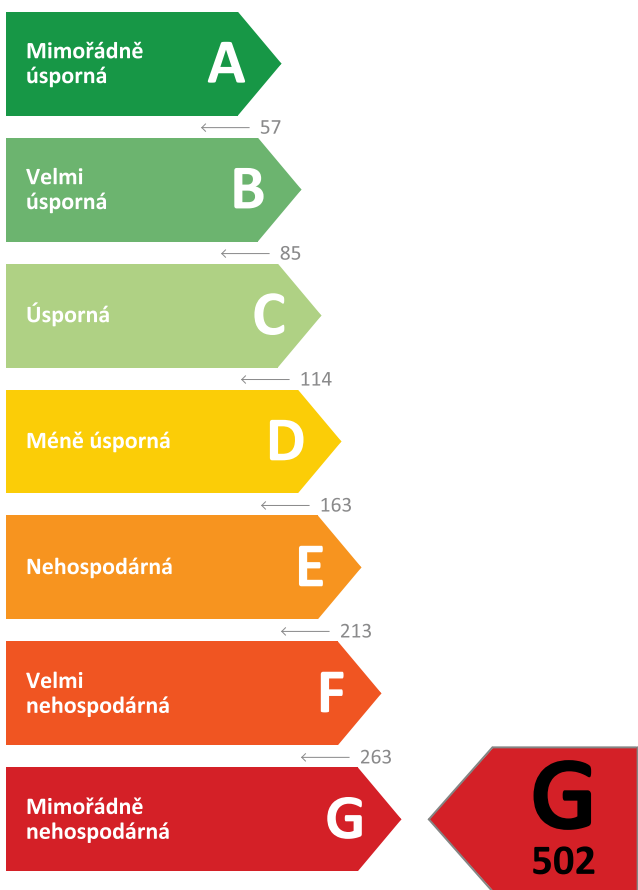 Mimořádně
úsporná
A
57
Velmi
úsporná
B
85
Úsporná
C
114
Méně úsporná
D
163
Nehospodárná
E
213
Velmi
nehospodárná
F
263
Mimořádně
nehospodárná
G
G
502